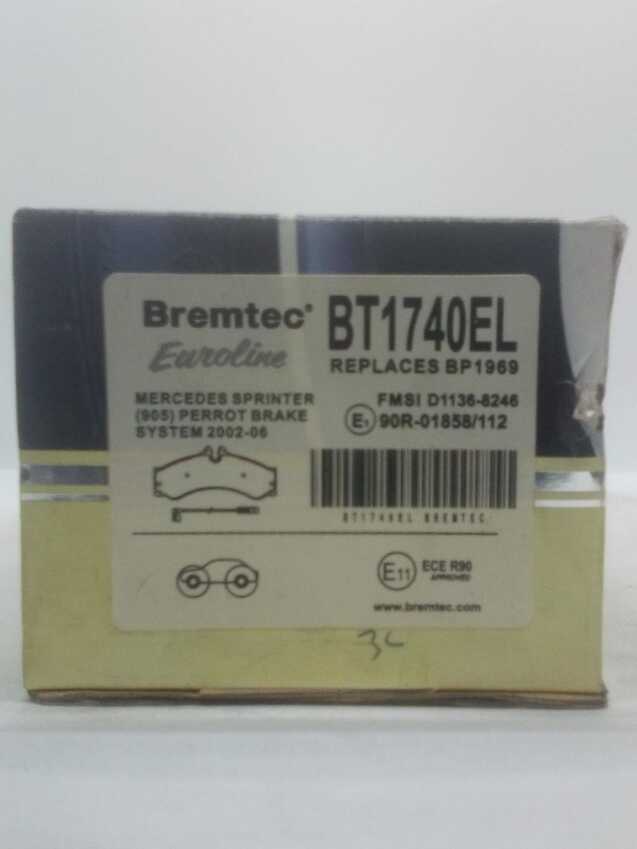 Bremtec®
Euroline
BT1740EL
REPLACES BP1969
MERCEDES SPRINTER
(905) PERROT BRAKE
SYSTEM 2002-06
FMSI D1136-8246
E1 90R-01858/112
BT1740EL BREMTEC
E11 ECE R90
APPROVED
www.bremtec.com